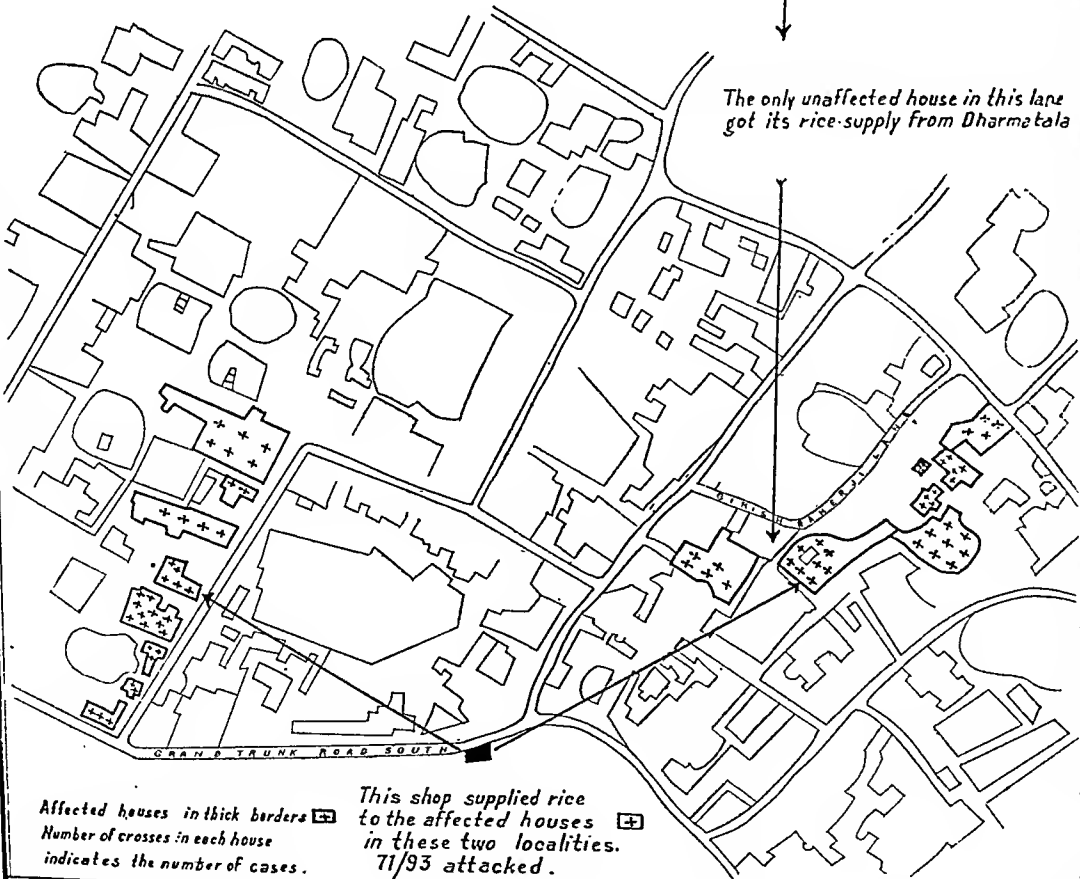 The only unaffected house in this lane
got its rice-supply from Dharmatala
GIRISH BANERJI LN.
GRAND TRUNK ROAD SOUTH
Affected houses in thick borders
Number of crosses in each house
indicates the number of cases.
This shop supplied rice
to the affected houses
in these two localities.
71/93 attacked.